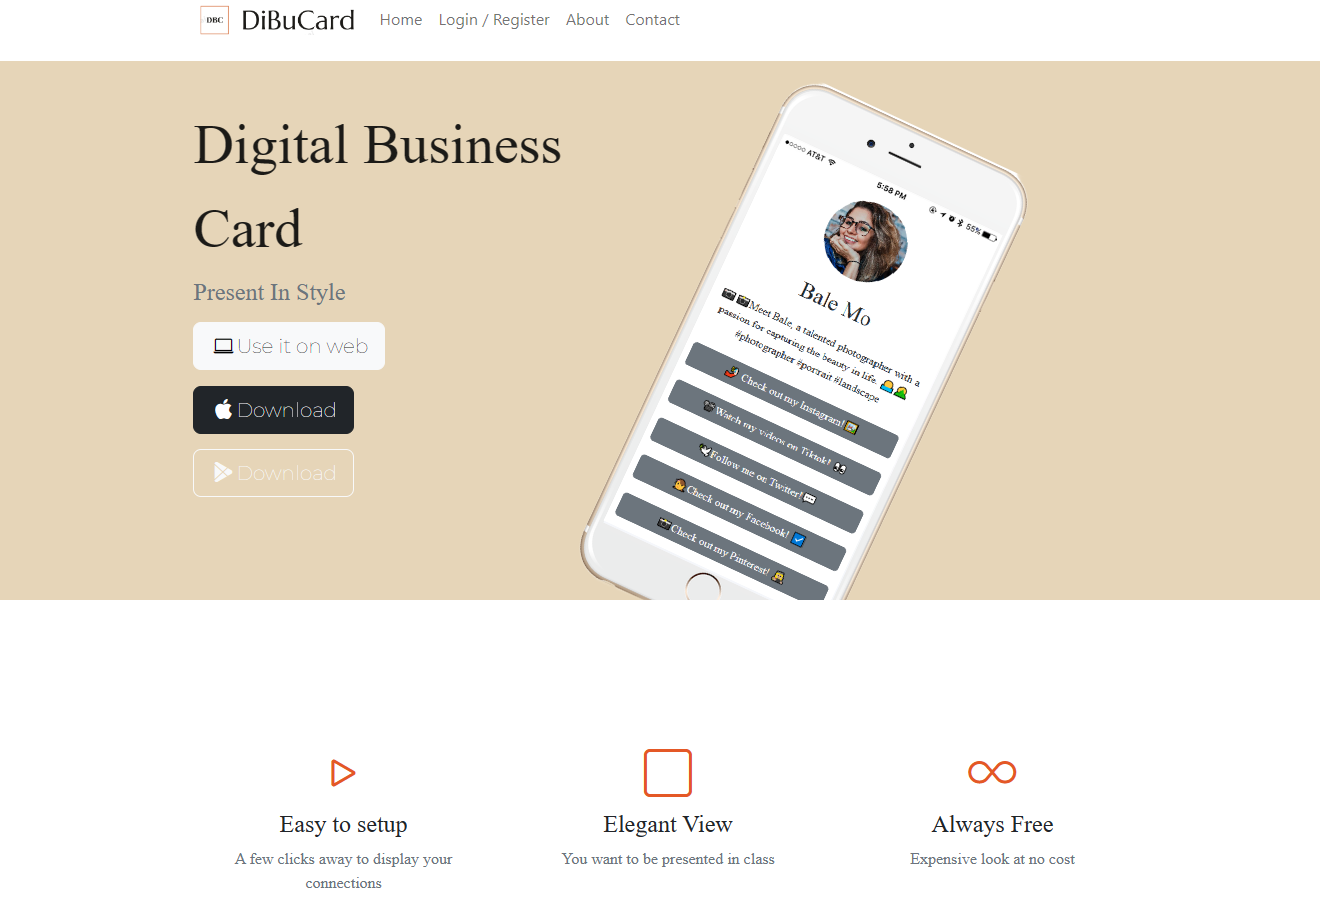 DBC DiBuCard Home Login / Register About Contact
Digital Business
Card
Present In Style
Use it on web
Download
Download
●○○○○ AT&T
5:58 PM
55%
Bale Mo
📷📸Meet Bale, a talented photographer with a
passion for capturing the beauty in life.
#photographer #portrait #landscape
Check out my Instagram!
Watch my videos on Tiktok!
Follow me on Twitter!
Check out my Facebook!
Check out my Pinterest!
Easy to setup
A few clicks away to display your
connections
Elegant View
You want to be presented in class
Always Free
Expensive look at no cost